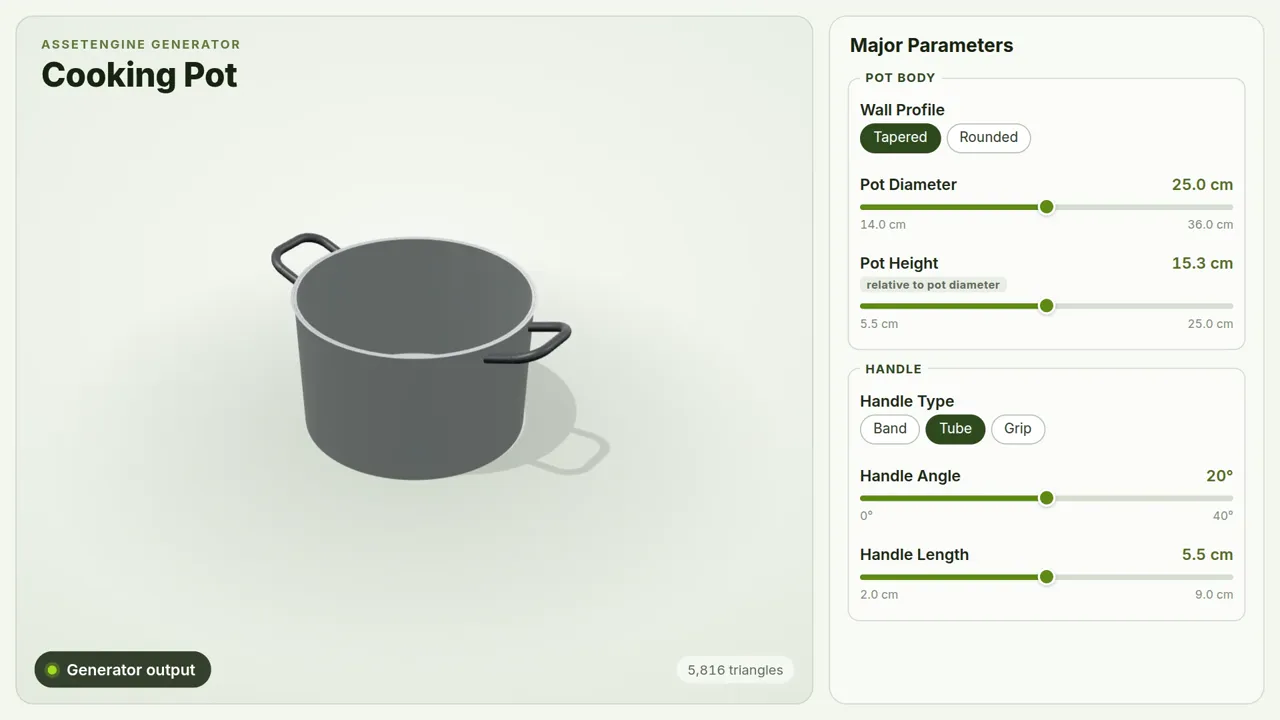 ASSETENGINE GENERATOR
Cooking Pot
Generator output
5,816 triangles
Major Parameters
POT BODY
Wall Profile
Tapered Rounded
Pot Diameter 25.0 cm
14.0 cm 36.0 cm
Pot Height 15.3 cm
relative to pot diameter
5.5 cm 25.0 cm
HANDLE
Handle Type
Band Tube Grip
Handle Angle 20°
0° 40°
Handle Length 5.5 cm
2.0 cm 9.0 cm